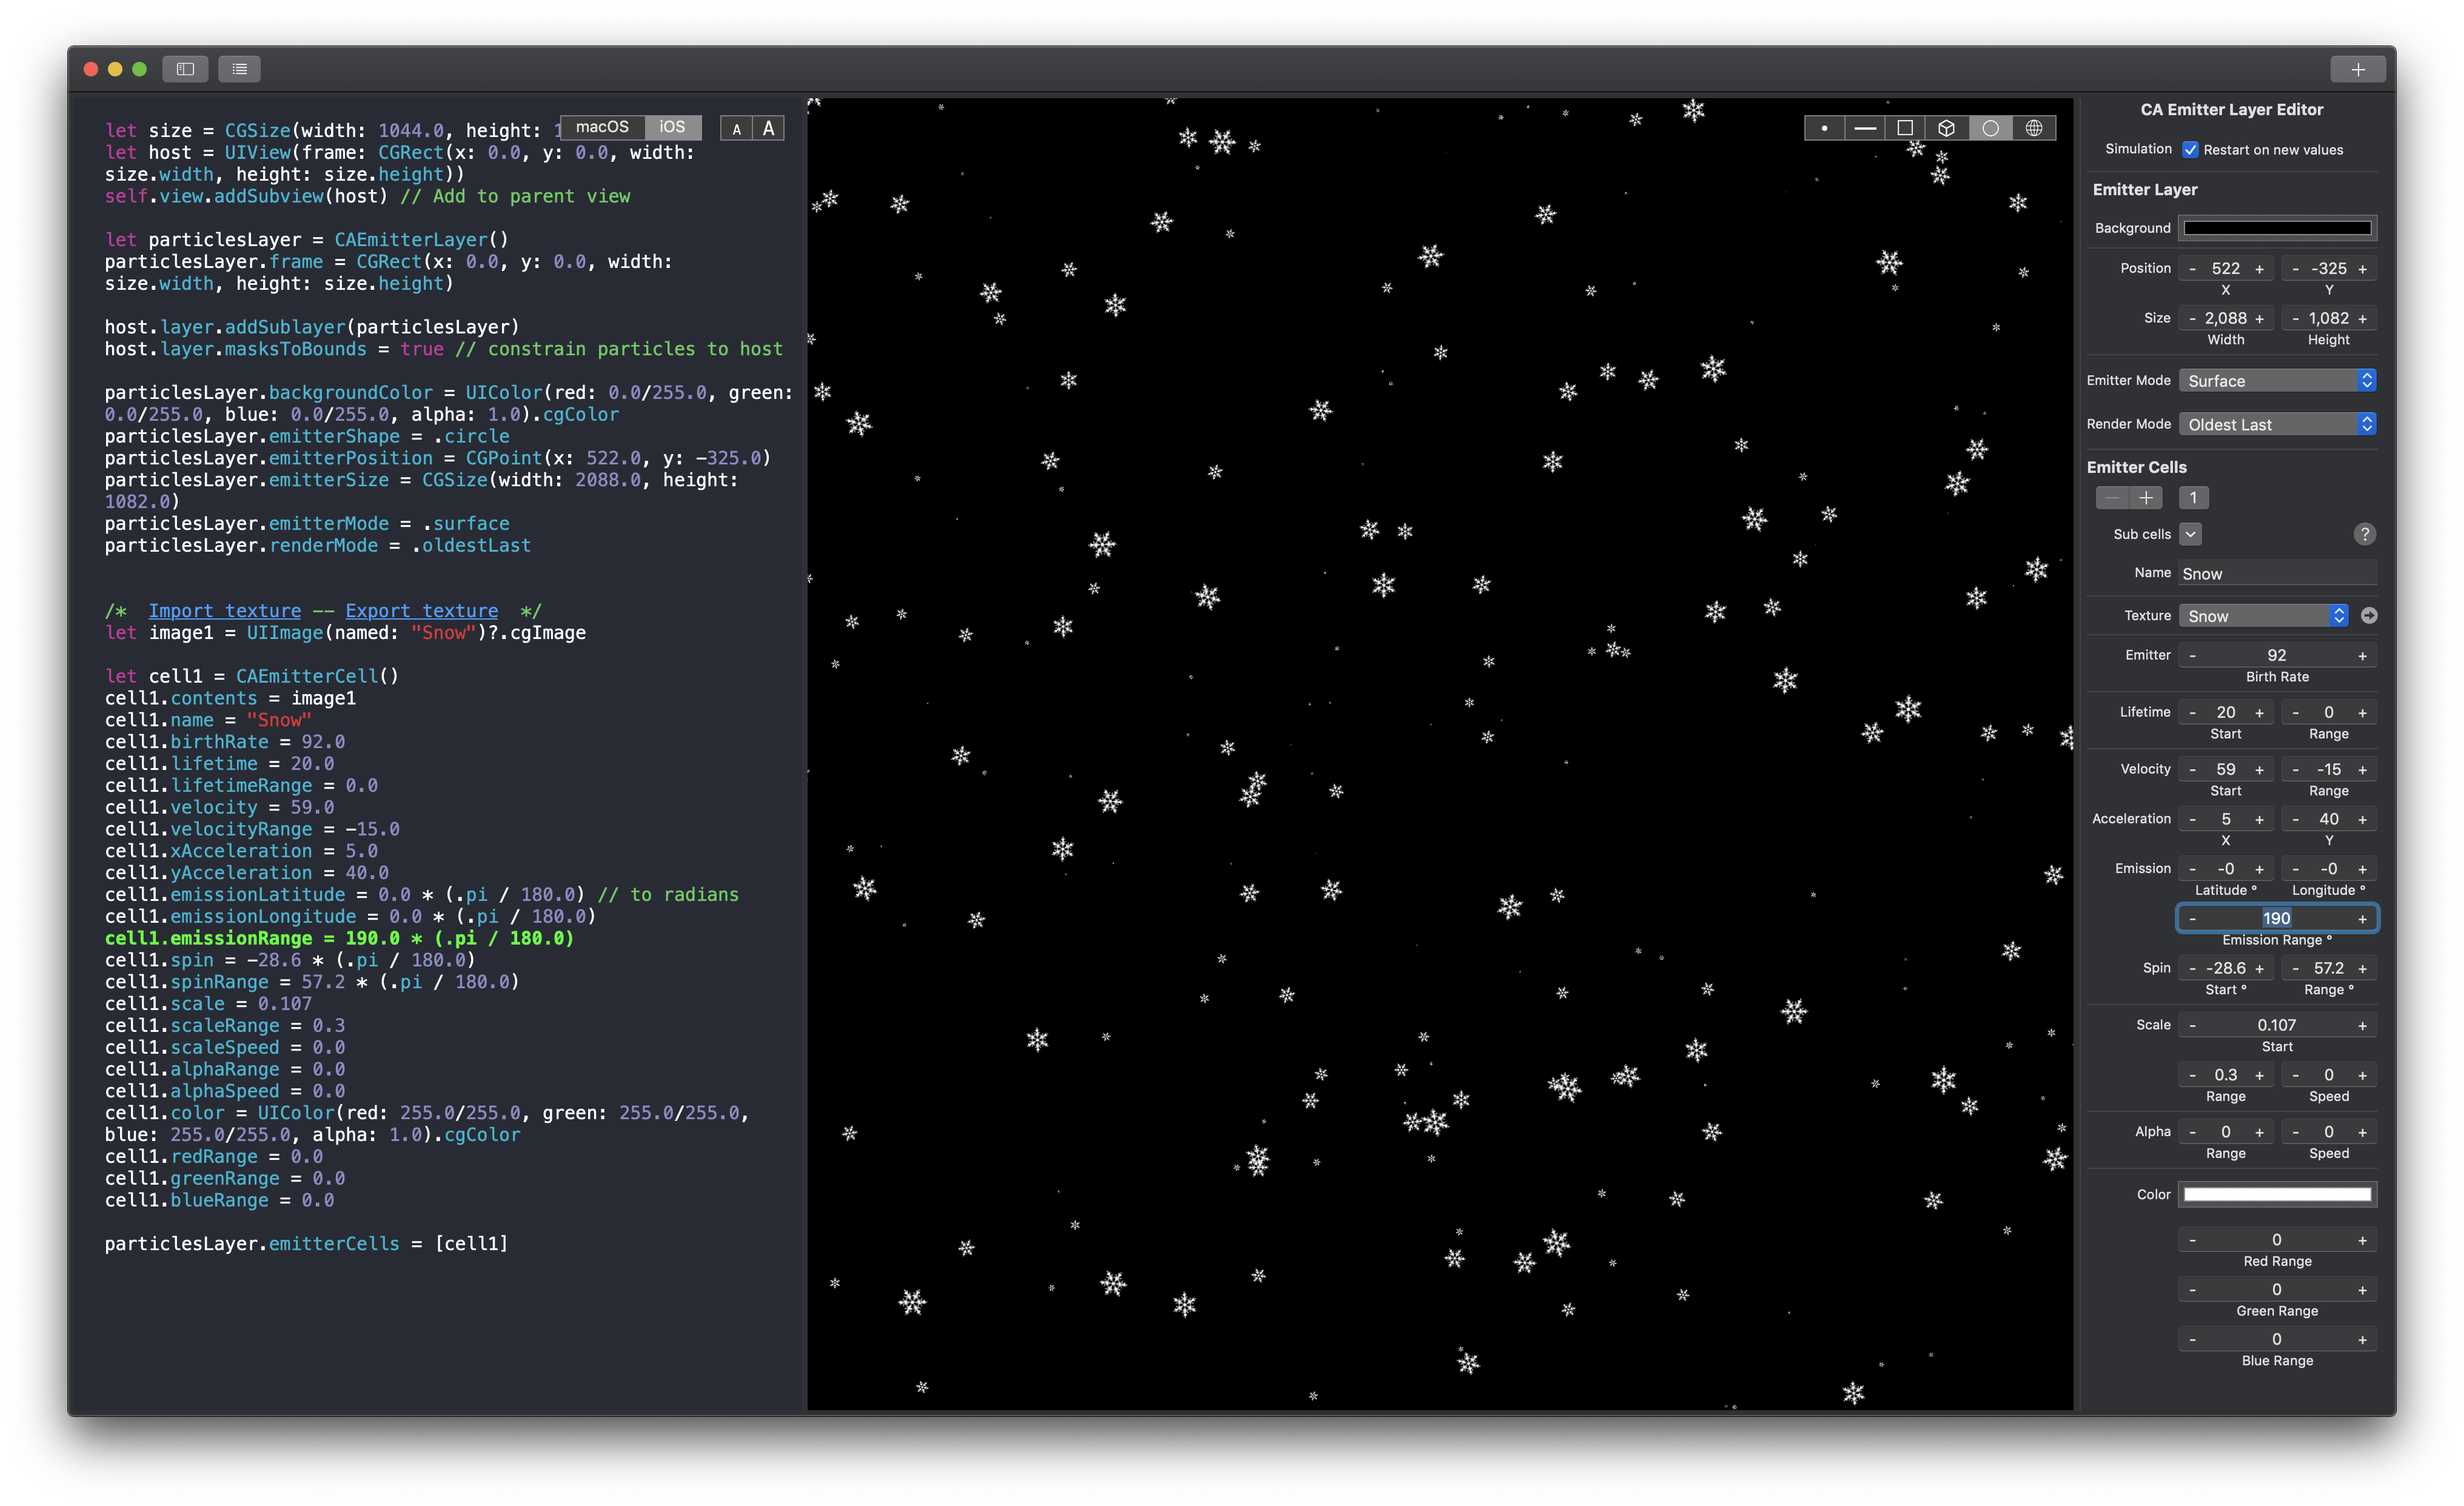 let size = CGSize(width: 1044.0, height: 1
macOS iOS A A
let host = UIView(frame: CGRect(x: 0.0, y: 0.0, width:
size.width, height: size.height))
self.view.addSubview(host) // Add to parent view
let particlesLayer = CAEmitterLayer()
particlesLayer.frame = CGRect(x: 0.0, y: 0.0, width:
size.width, height: size.height)
host.layer.addSublayer(particlesLayer)
host.layer.masksToBounds = true // constrain particles to host
particlesLayer.backgroundColor = UIColor(red: 0.0/255.0, green:
0.0/255.0, blue: 0.0/255.0, alpha: 1.0).cgColor
particlesLayer.emitterShape = .circle
particlesLayer.emitterPosition = CGPoint(x: 522.0, y: -325.0)
particlesLayer.emitterSize = CGSize(width: 2088.0, height:
1082.0)
particlesLayer.emitterMode = .surface
particlesLayer.renderMode = .oldestLast
/* Import texture -- Export texture */
let image1 = UIImage(named: "Snow")?.cgImage
let cell1 = CAEmitterCell()
cell1.contents = image1
cell1.name = "Snow"
cell1.birthRate = 92.0
cell1.lifetime = 20.0
cell1.lifetimeRange = 0.0
cell1.velocity = 59.0
cell1.velocityRange = -15.0
cell1.xAcceleration = 5.0
cell1.yAcceleration = 40.0
cell1.emissionLatitude = 0.0 * (.pi / 180.0) // to radians
cell1.emissionLongitude = 0.0 * (.pi / 180.0)
cell1.emissionRange = 190.0 * (.pi / 180.0)
cell1.spin = -28.6 * (.pi / 180.0)
cell1.spinRange = 57.2 * (.pi / 180.0)
cell1.scale = 0.107
cell1.scaleRange = 0.3
cell1.scaleSpeed = 0.0
cell1.alphaRange = 0.0
cell1.alphaSpeed = 0.0
cell1.color = UIColor(red: 255.0/255.0, green: 255.0/255.0,
blue: 255.0/255.0, alpha: 1.0).cgColor
cell1.redRange = 0.0
cell1.greenRange = 0.0
cell1.blueRange = 0.0
particlesLayer.emitterCells = [cell1]
CA Emitter Layer Editor
Simulation Restart on new values
Emitter Layer
Background
Position - 522 + - -325 +
X Y
Size - 2,088 + - 1,082 +
Width Height
Emitter Mode Surface
Render Mode Oldest Last
Emitter Cells
— + 1
Sub cells ?
Name Snow
Texture Snow
Emitter - 92 +
Birth Rate
Lifetime - 20 + - 0 +
Start Range
Velocity - 59 + - -15 +
Start Range
Acceleration - 5 + - 40 +
X Y
Emission - -0 + - -0 +
Latitude º Longitude º
- 190 +
Emission Range º
Spin - -28.6 + - 57.2 +
Start º Range º
Scale - 0.107 +
Start
- 0.3 + - 0 +
Range Speed
Alpha - 0 + - 0 +
Range Speed
Color
- 0 +
Red Range
- 0 +
Green Range
- 0 +
Blue Range